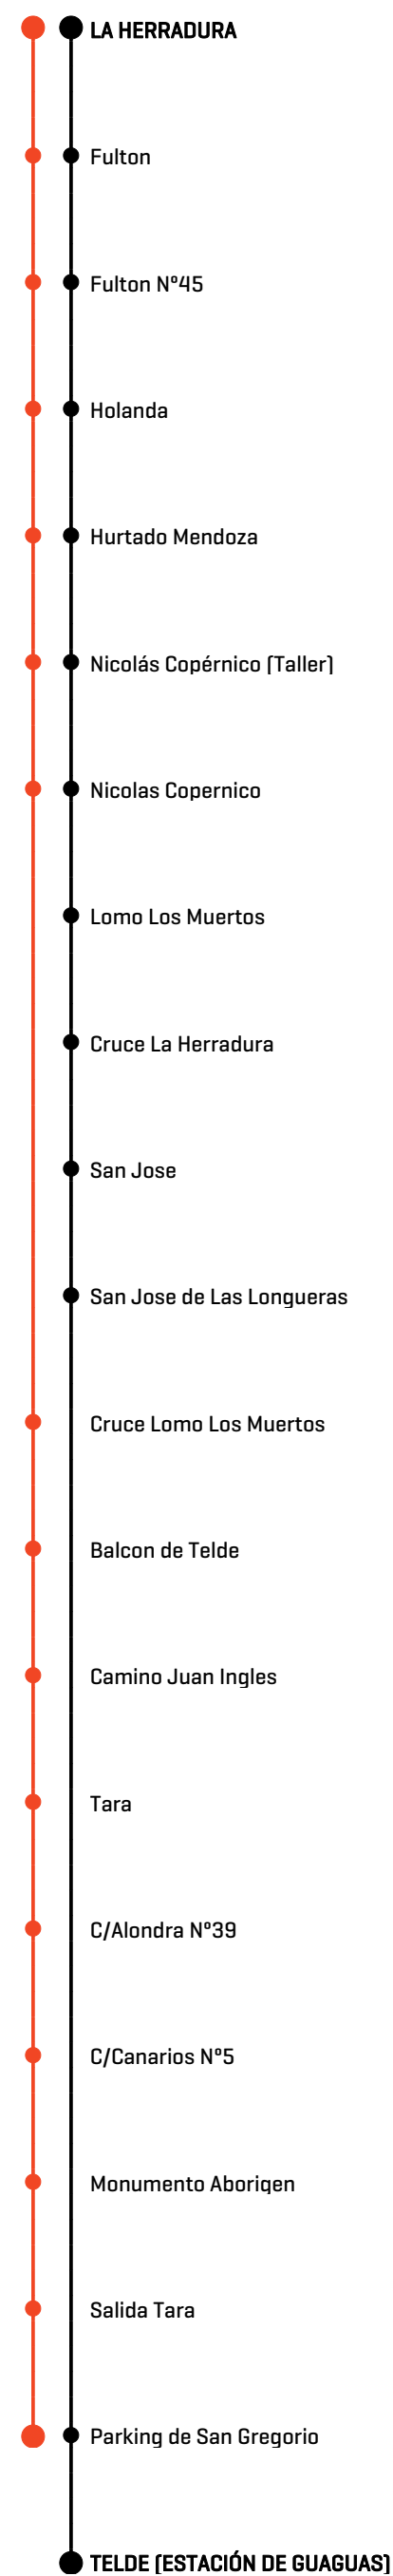 LA HERRADURA
Fulton
Fulton Nº45
Holanda
Hurtado Mendoza
Nicolás Copérnico (Taller)
Nicolas Copernico
Lomo Los Muertos
Cruce La Herradura
San Jose
San Jose de Las Longueras
Cruce Lomo Los Muertos
Balcon de Telde
Camino Juan Ingles
Tara
C/Alondra Nº39
C/Canarios Nº5
Monumento Aborigen
Salida Tara
Parking de San Gregorio
TELDE (ESTACIÓN DE GUAGUAS)